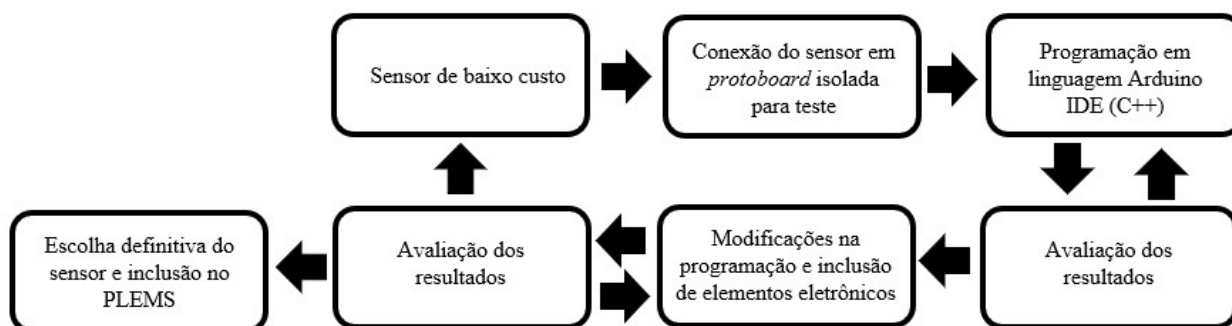 Sensor de baixo custo
Conexão do sensor em
protoboard isolada
para teste
Programação em
linguagem Arduino
IDE (C++)
Escolha definitiva do
sensor e inclusão no
PLEMS
Avaliação dos
resultados
Modificações na
programação e inclusão
de elementos eletrônicos
Avaliação dos
resultados